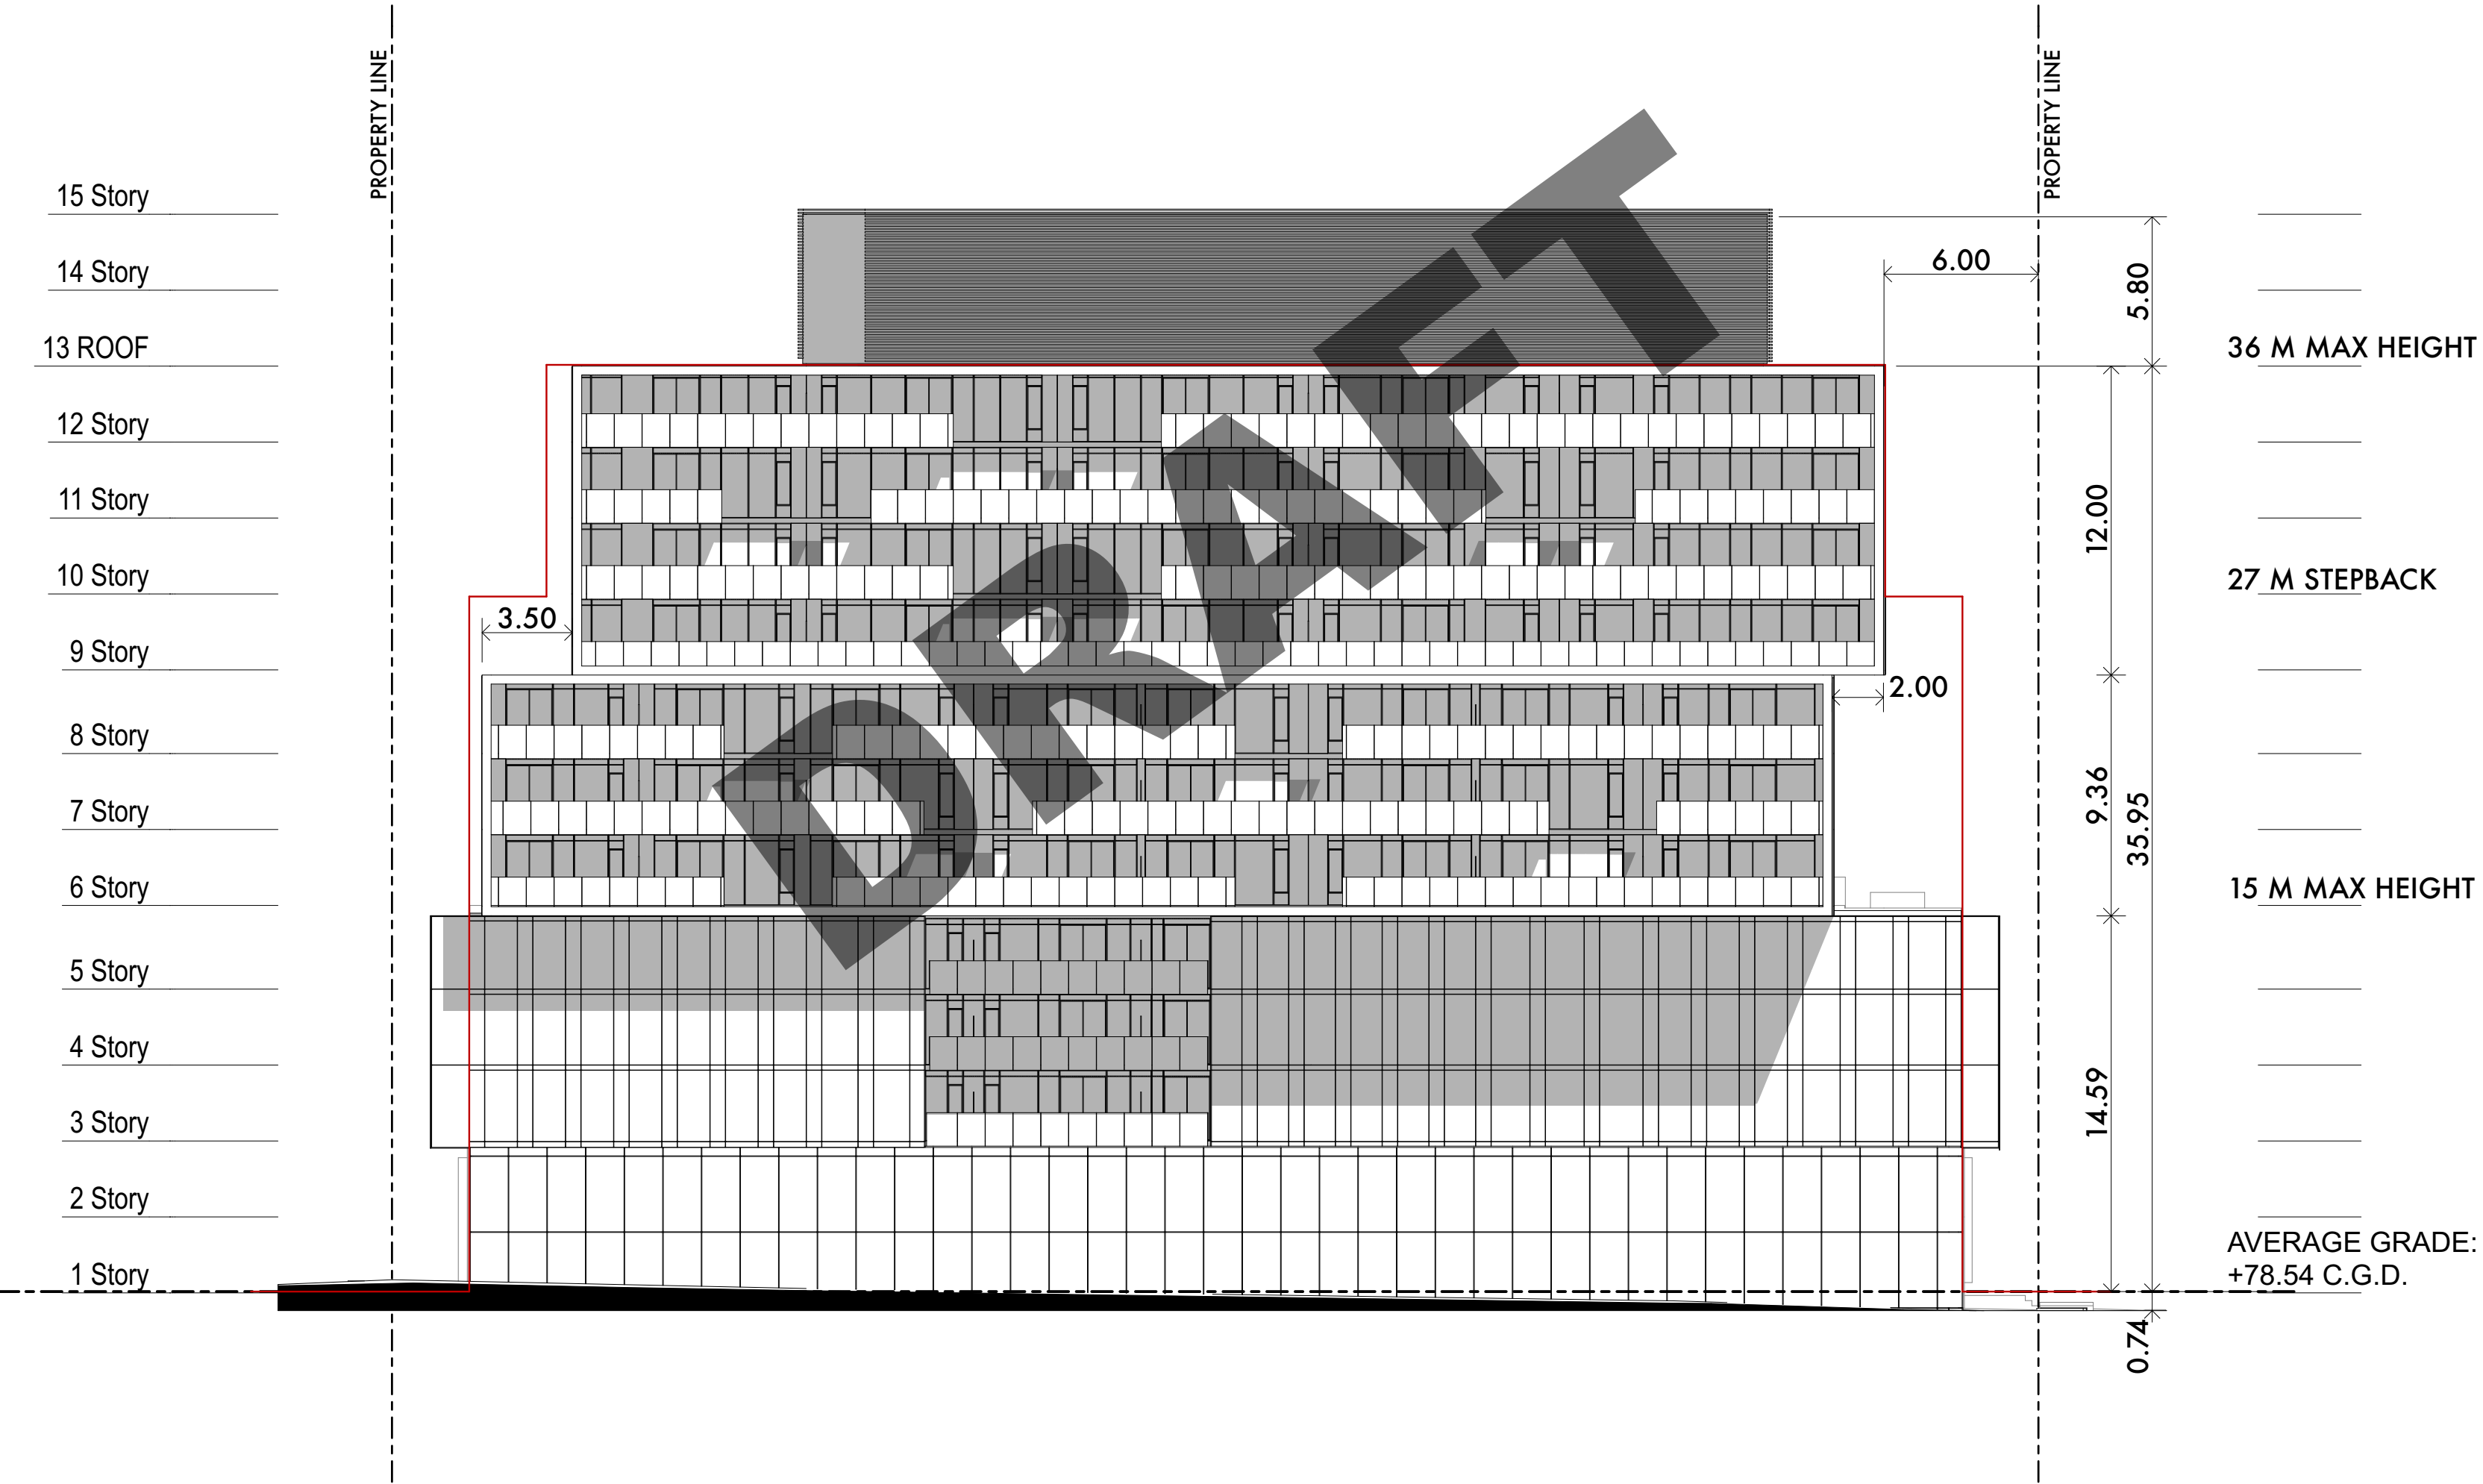 PROPERTY LINE
PROPERTY LINE
15 Story
14 Story
6.00
5.80
13 ROOF
36 M MAX HEIGHT
12 Story
11 Story
12.00
10 Story
27 M STEPBACK
3.50
9 Story
2.00
8 Story
7 Story
9.36
35.95
6 Story
15 M MAX HEIGHT
5 Story
4 Story
3 Story
14.59
2 Story
1 Story
AVERAGE GRADE:
+78.54 C.G.D.
0.74
DRAFT